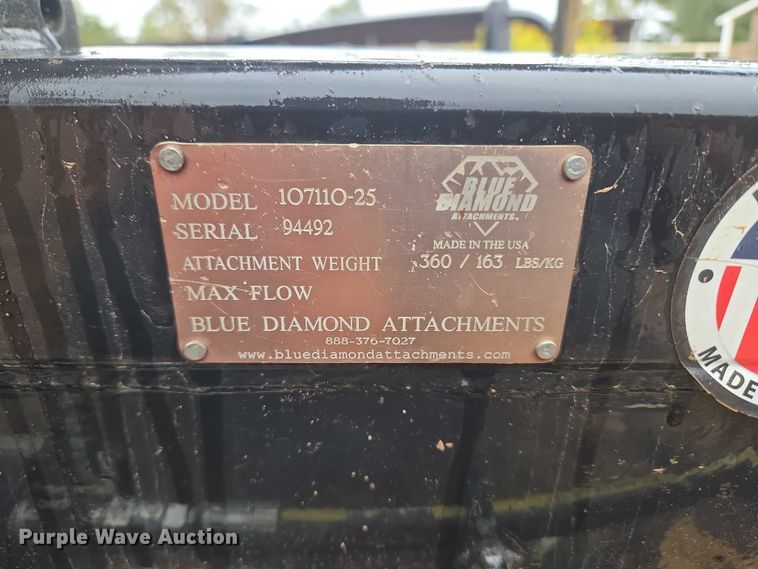 MODEL 107110-25
SERIAL 94492
BLUE
DIAMOND
ATTACHMENTS
MADE IN THE USA
ATTACHMENT WEIGHT 360 / 163 LBS/KG
MAX FLOW
BLUE DIAMOND ATTACHMENTS
888-376-7027
www.bluediamondattachments.com
MADE
Purple Wave Auction